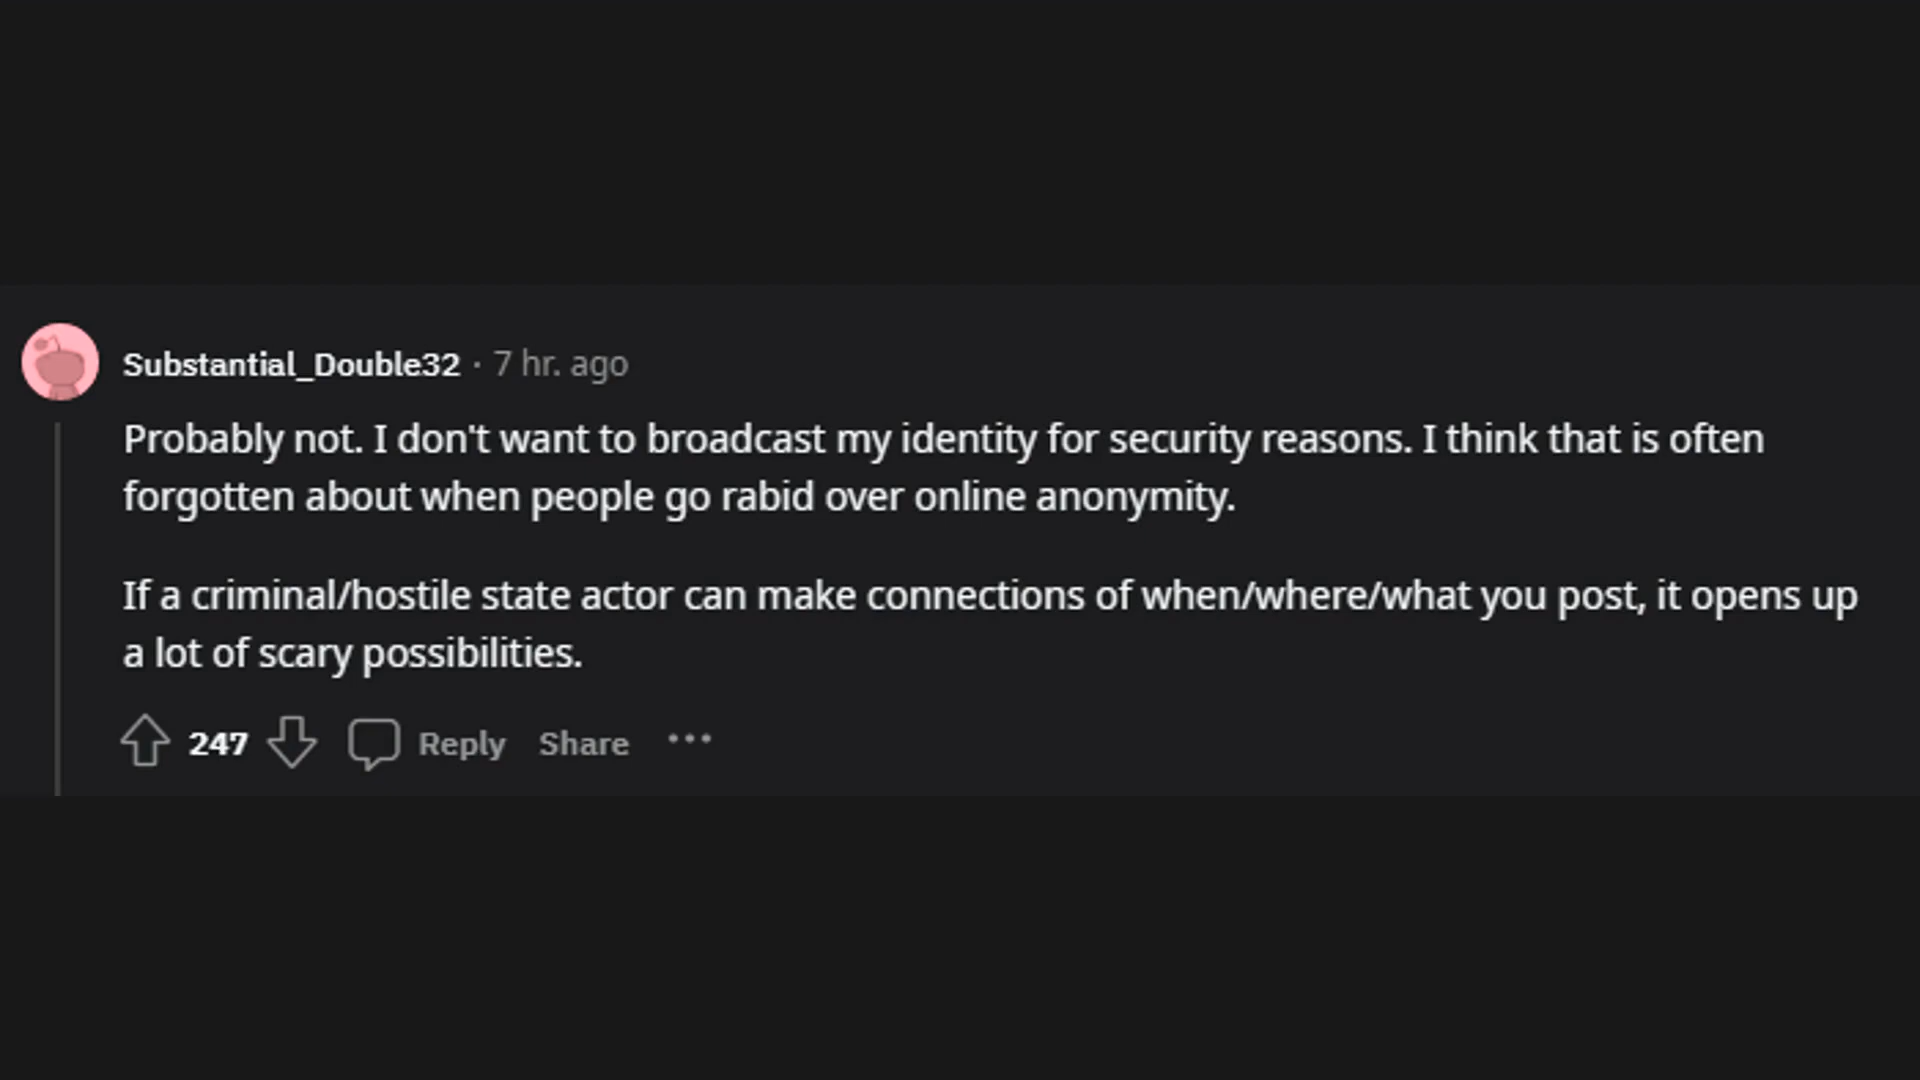 Substantial_Double32 · 7 hr. ago
Probably not. I don't want to broadcast my identity for security reasons. I think that is often
forgotten about when people go rabid over online anonymity.
If a criminal/hostile state actor can make connections of when/where/what you post, it opens up
a lot of scary possibilities.
247 Reply Share ···